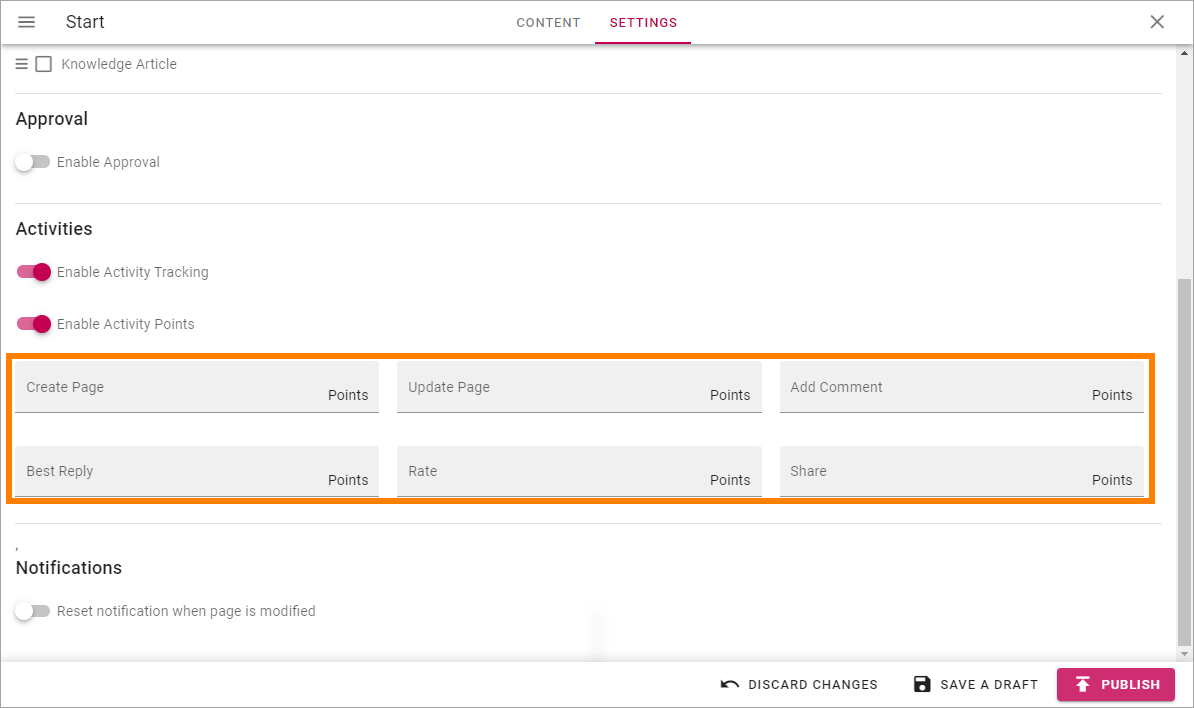 Start CONTENT SETTINGS
Knowledge Article
Approval
Enable Approval
Activities
Enable Activity Tracking
Enable Activity Points
Create Page Points Update Page Points Add Comment Points
Best Reply Points Rate Points Share Points
,
Notifications
Reset notification when page is modified
DISCARD CHANGES SAVE A DRAFT PUBLISH